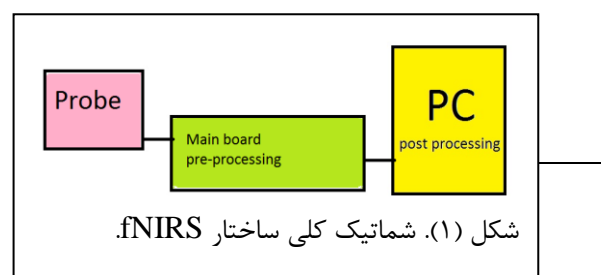 Probe
Main board
pre-processing
PC
post processing
شکل (۱). شماتیک کلی ساختار fNIRS.